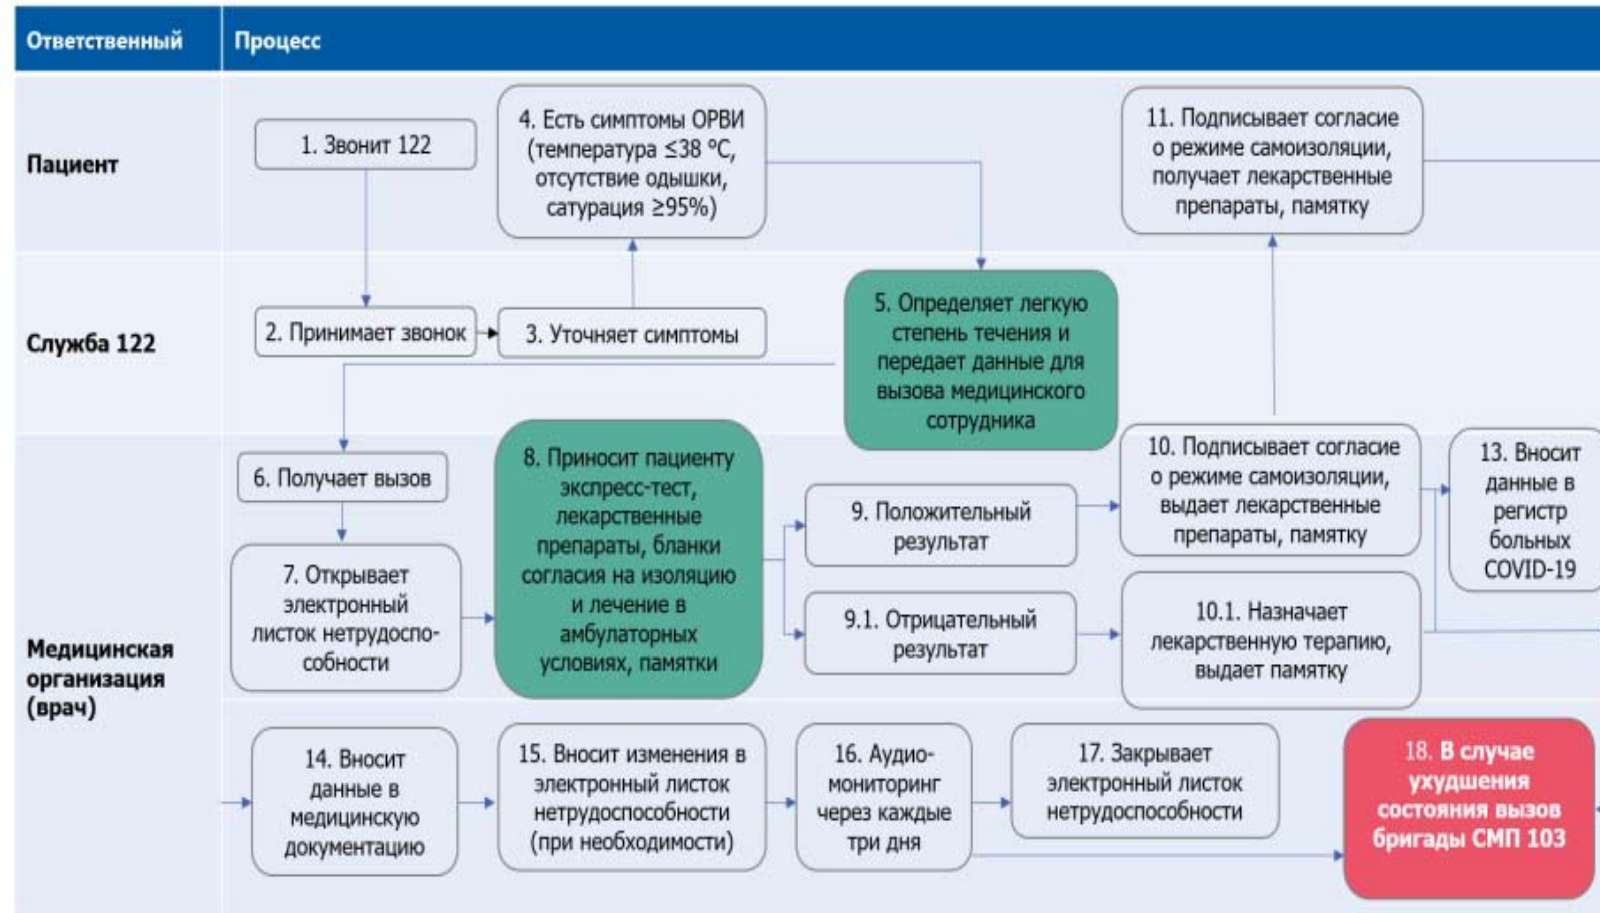 Ответственный
Процесс
Пациент
1. Звонит 122
4. Есть симптомы ОРВИ
(температура ≤38 °С,
отсутствие одышки,
сатурация ≥95%)
11. Подписывает согласие
о режиме самоизоляции,
получает лекарственные
препараты, памятку
Служба 122
2. Принимает звонок
3. Уточняет симптомы
5. Определяет легкую
степень течения и
передает данные для
вызова медицинского
сотрудника
Медицинская
организация
(врач)
6. Получает вызов
7. Открывает
электронный
листок нетрудоспо-
собности
8. Приносит пациенту
экспресс-тест,
лекарственные
препараты, бланки
согласия на изоляцию
и лечение в
амбулаторных
условиях, памятки
9. Положительный
результат
9.1. Отрицательный
результат
10. Подписывает согласие
о режиме самоизоляции,
выдает лекарственные
препараты, памятку
10.1. Назначает
лекарственную терапию,
выдает памятку
13. Вносит
данные в
регистр
больных
COVID-19
14. Вносит
данные в
медицинскую
документацию
15. Вносит изменения в
электронный листок
нетрудоспособности
(при необходимости)
16. Аудио-
мониторинг
через каждые
три дня
17. Закрывает
электронный листок
нетрудоспособности
18. В случае
ухудшения
состояния вызов
бригады СМП 103